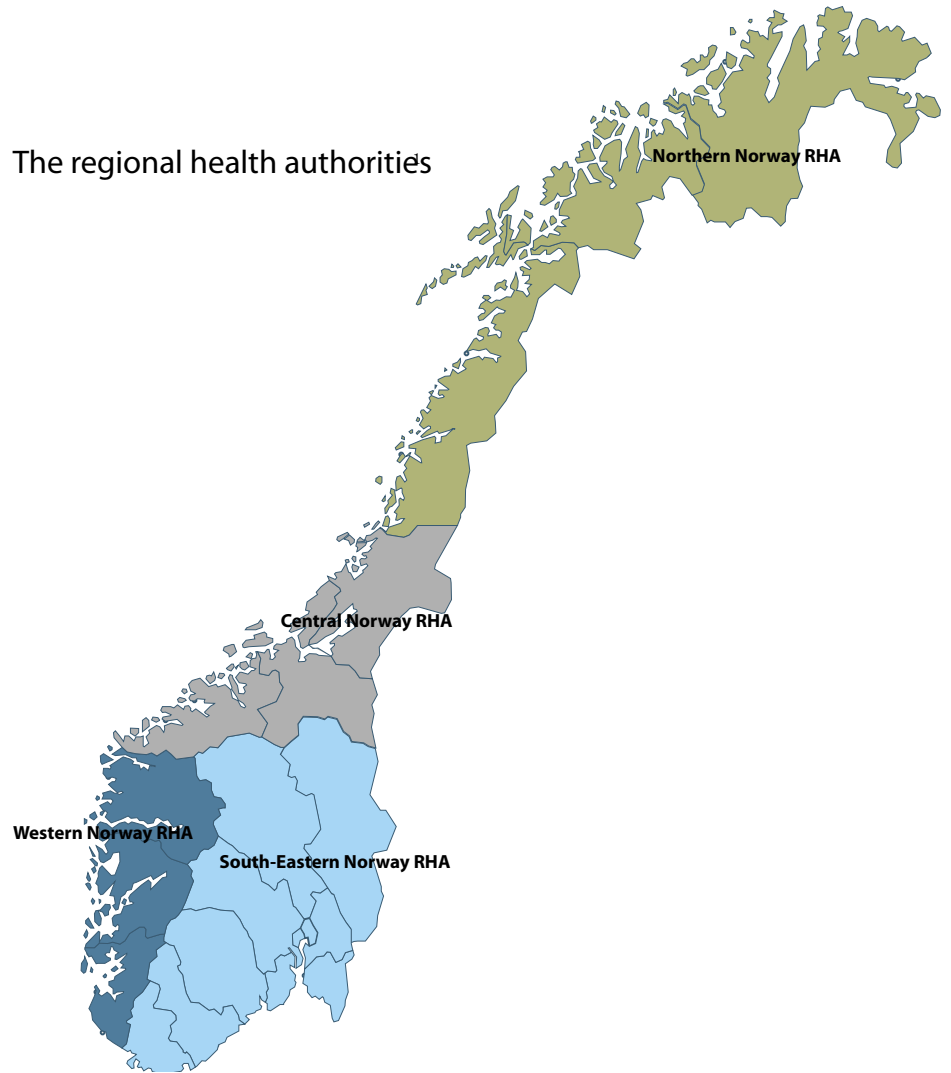 The regional health authorities
Northern Norway RHA
Central Norway RHA
Western Norway RHA
South-Eastern Norway RHA